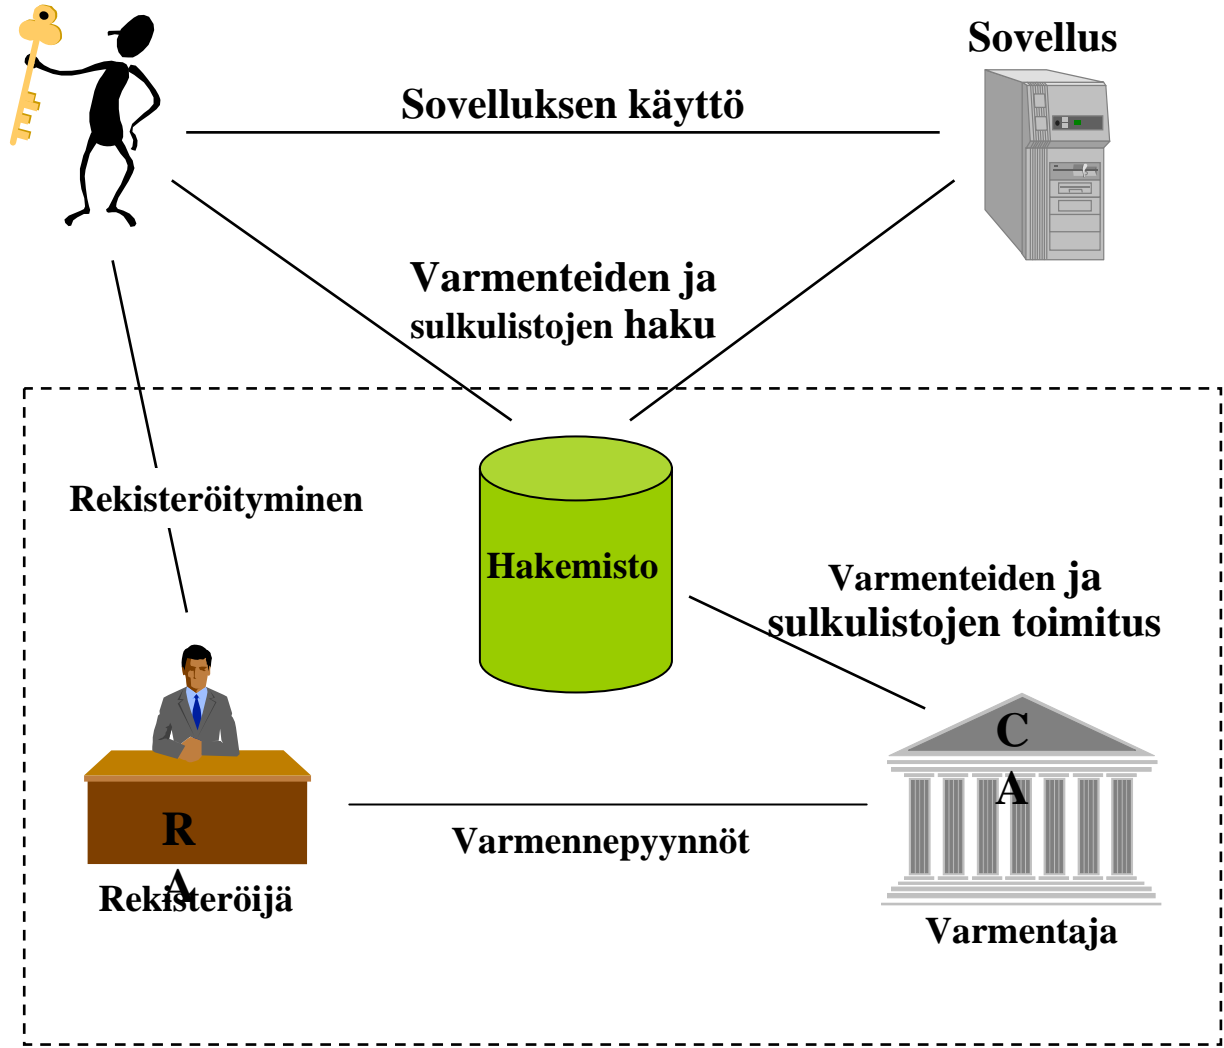 Sovellus
Sovelluksen käyttö
Varmenteiden ja
sulkulistojen haku
Rekisteröityminen
Hakemisto
Varmenteiden ja
sulkulistojen toimitus
C
A
R
A
Varmennepyynnöt
Rekisteröijä
Varmentaja